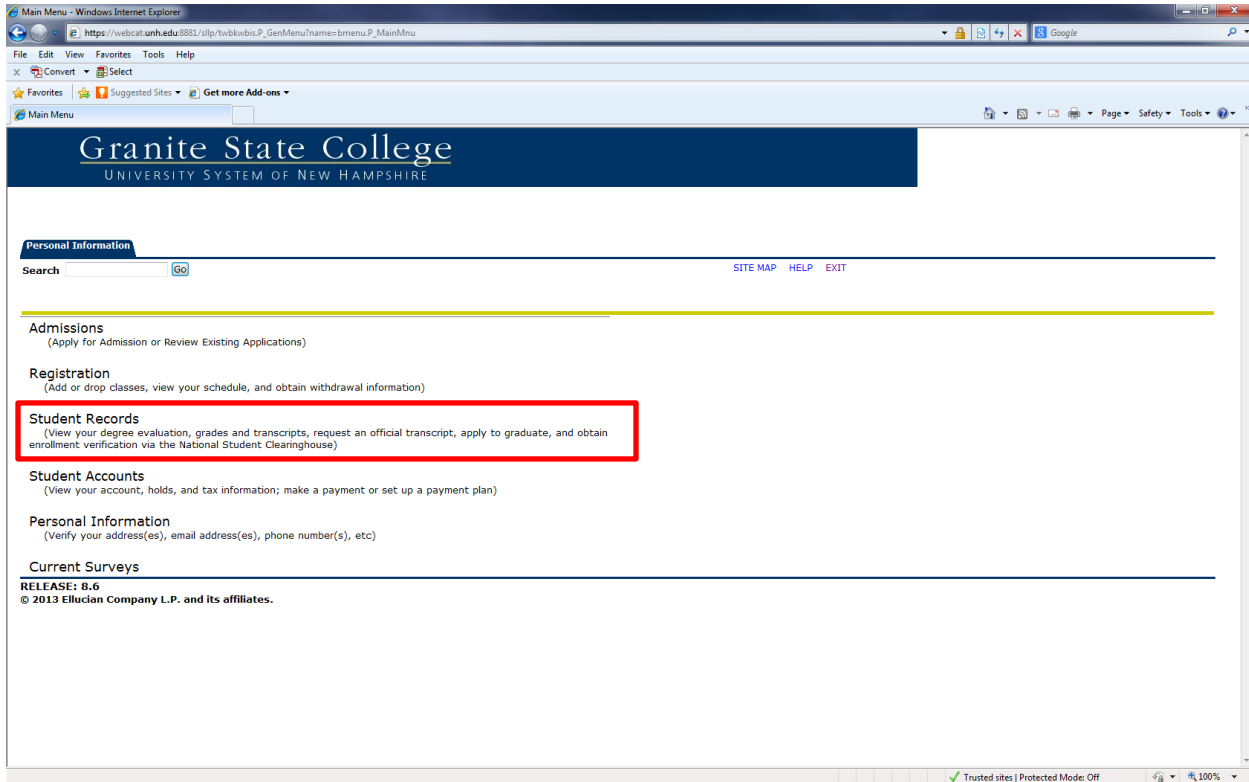 Main Menu - Windows Internet Explorer
https://webcat.unh.edu:8881/sllp/twbkwbis.P_GenMenu?name=bmenu.P_MainMnu
Google
File Edit View Favorites Tools Help
x Convert Select
Favorites Suggested Sites Get more Add-ons
Main Menu
Page Safety Tools
Granite State College
UNIVERSITY SYSTEM OF NEW HAMPSHIRE
Personal Information
Search Go SITE MAP HELP EXIT
Admissions
(Apply for Admission or Review Existing Applications)
Registration
(Add or drop classes, view your schedule, and obtain withdrawal information)
Student Records
(View your degree evaluation, grades and transcripts, request an official transcript, apply to graduate, and obtain
enrollment verification via the National Student Clearinghouse)
Student Accounts
(View your account, holds, and tax information; make a payment or set up a payment plan)
Personal Information
(Verify your address(es), email address(es), phone number(s), etc)
Current Surveys
RELEASE: 8.6
© 2013 Ellucian Company L.P. and its affiliates.
Trusted sites | Protected Mode: Off 100%